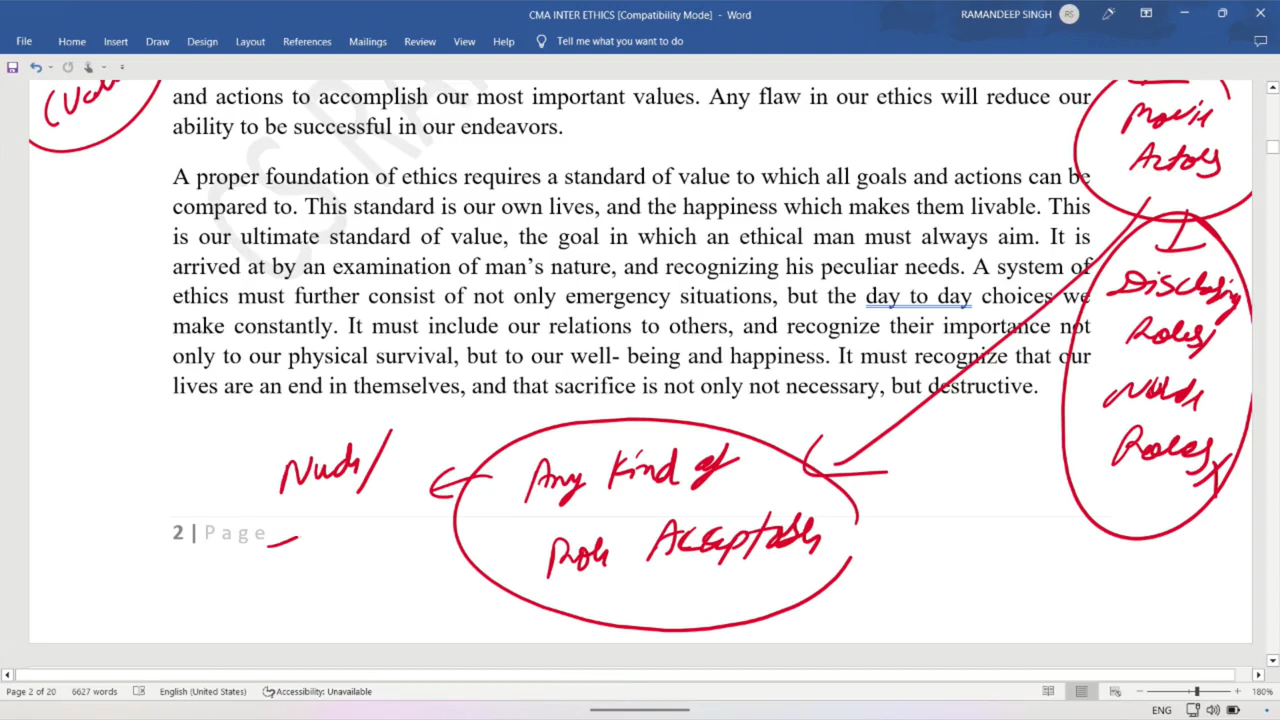 CMA INTER ETHICS [Compatibility Mode] - Word
RAMANDEEP SINGH RS
File Home Insert Draw Design Layout References Mailings Review View Help Tell me what you want to do
and actions to accomplish our most important values. Any flaw in our ethics will reduce our
ability to be successful in our endeavors.
A proper foundation of ethics requires a standard of value to which all goals and actions can be
compared to. This standard is our own lives, and the happiness which makes them livable. This
is our ultimate standard of value, the goal in which an ethical man must always aim. It is
arrived at by an examination of man's nature, and recognizing his peculiar needs. A system of
ethics must further consist of not only emergency situations, but the day to day choices we
make constantly. It must include our relations to others, and recognize their importance not
only to our physical survival, but to our well- being and happiness. It must recognize that our
lives are an end in themselves, and that sacrifice is not only not necessary, but destructive.
Movie
Actors
Roles/
Roles
Any Kind of
Role Acceptable
2 | Page
CS
Page 2 of 20 6627 words English (United States) Accessibility: Unavailable 180%
ENG